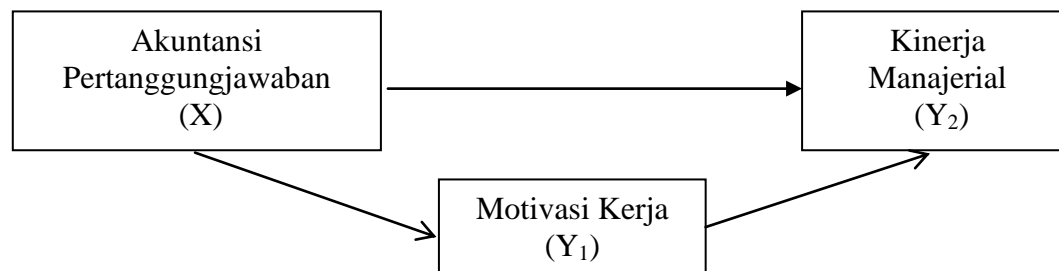 Akuntansi
Pertanggungjawaban
(X)
Kinerja
Manajerial
(Y₂)
Motivasi Kerja
(Y₁)